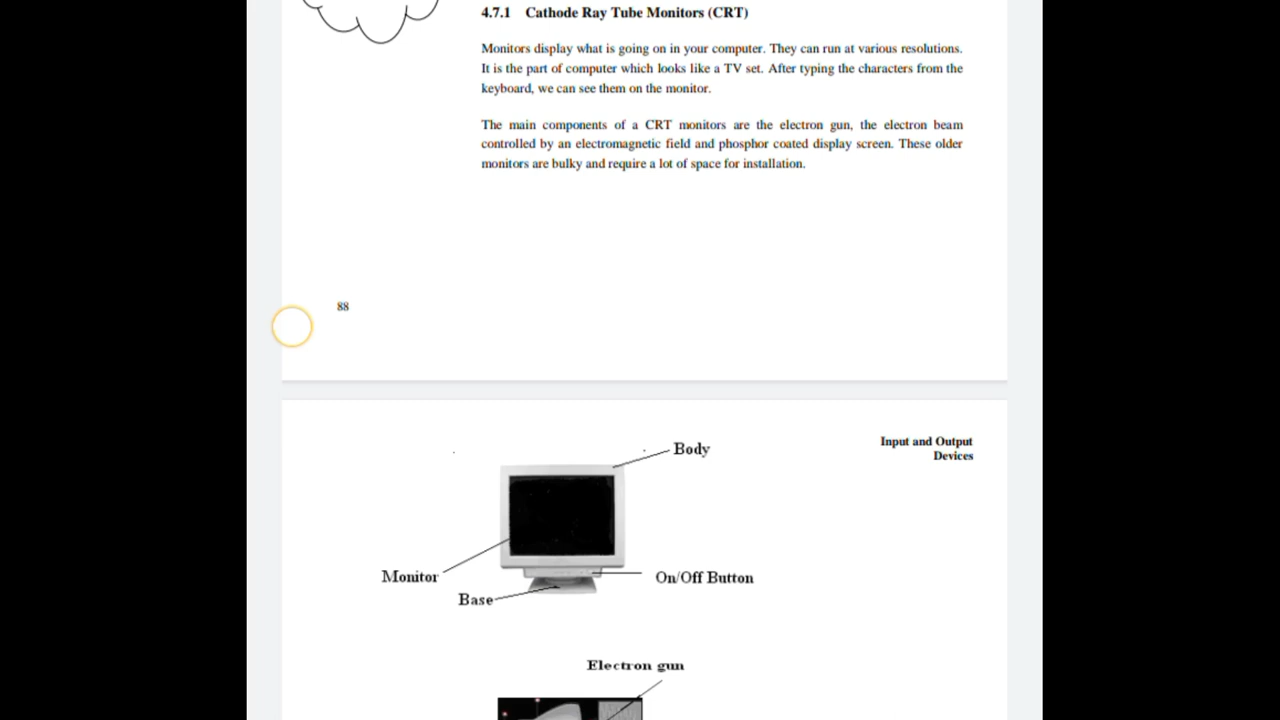 4.7.1 Cathode Ray Tube Monitors (CRT)
Monitors display what is going on in your computer. They can run at various resolutions.
It is the part of computer which looks like a TV set. After typing the characters from the
keyboard, we can see them on the monitor.
The main components of a CRT monitors are the electron gun, the electron beam
controlled by an electromagnetic field and phosphor coated display screen. These older
monitors are bulky and require a lot of space for installation.
88
Input and Output
Devices
Body
Monitor
On/Off Button
Base
Electron gun